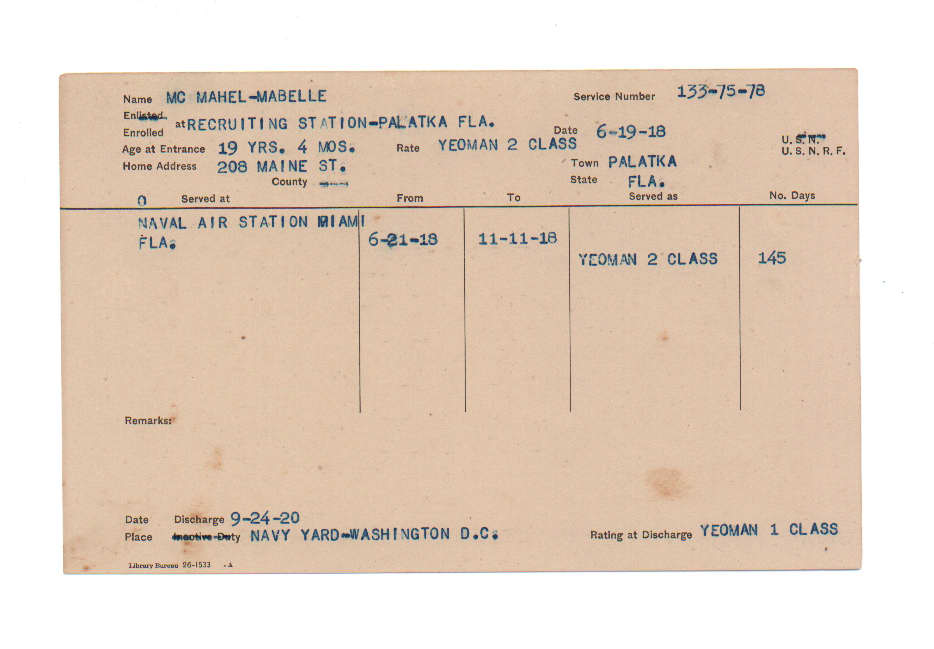 Name MC MAHEL-MABELLE Service Number 133-75-78
Enlisted
Enrolled at RECRUITING STATION-PALATKA FLA. Date 6-19-18 U. S. N.
Age at Entrance 19 YRS. 4 MOS. Rate YEOMAN 2 CLASS U. S. N. R. F.
Home Address 208 MAINE ST. Town PALATKA
County ---- State FLA.
0 Served at From To Served as No. Days
NAVAL AIR STATION MIAMI
FLA. 6-21-18 11-11-18
YEOMAN 2 CLASS 145
Remarks:
Date Discharge 9-24-20
Place Inactive Duty NAVY YARD-WASHINGTON D.C. Rating at Discharge YEOMAN 1 CLASS
Library Bureau 26-1533 -A